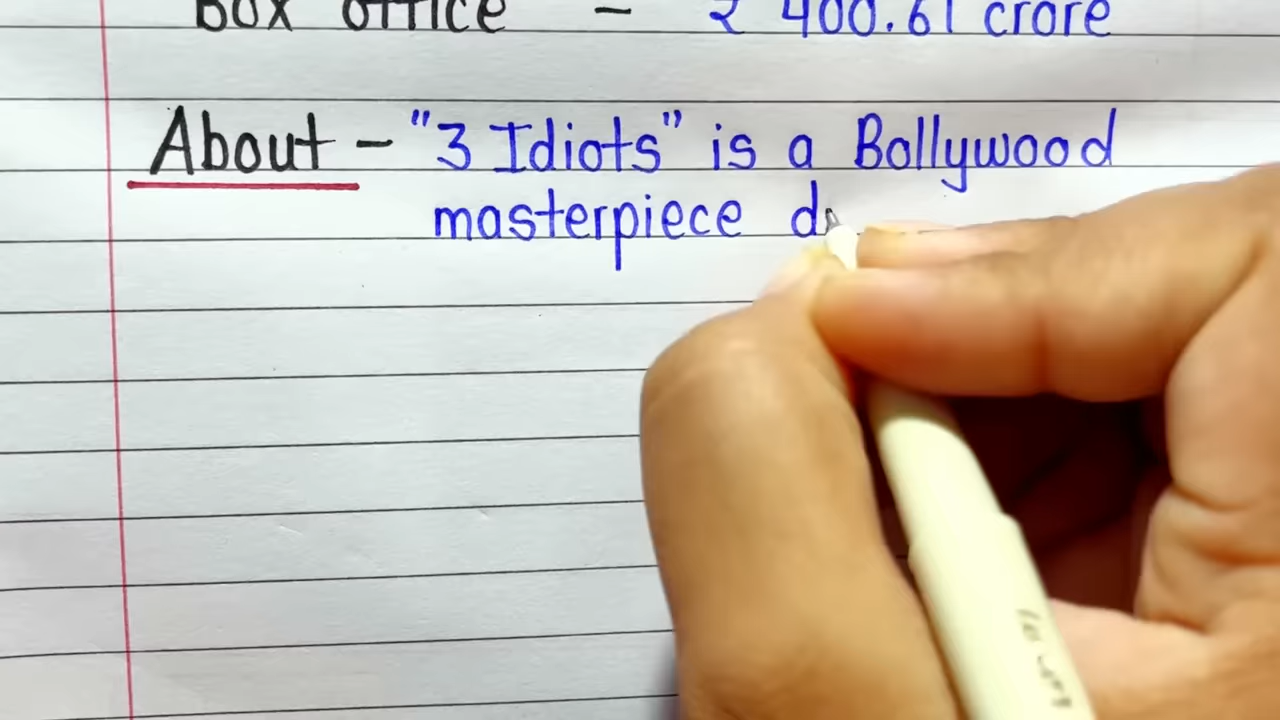 Box office - ₹ 400.61 crore
About - "3 Idiots" is a Bollywood
masterpiece d